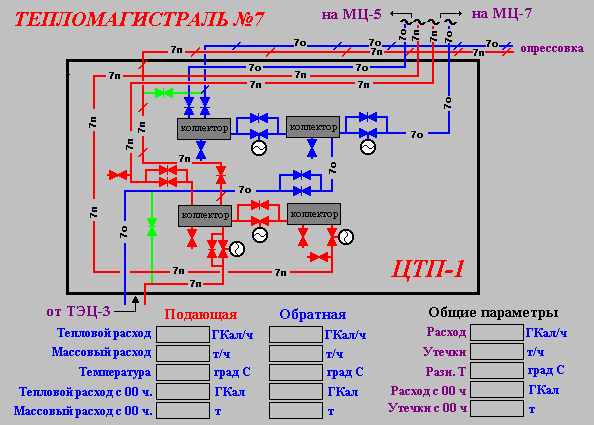 ТЕПЛОМАГИСТРАЛЬ №7
на МЦ-5
на МЦ-7
7о 7п 7п 7о
7п 7о 7п
опрессовка
7о
7п
7п
7п 7п
коллектор
коллектор
7о
7п
7о
7о
7п
7о
коллектор
коллектор
7п
7п
7п
7п
ЦТП-1
от ТЭЦ-3
Подающая Обратная Общие параметры
Тепловой расход ГКал/ч ГКал/ч Расход ГКал/ч
Массовый расход т/ч т/ч Утечки т/ч
Температура град С град С Разн. Т град С
Тепловой расход с 00 ч. ГКал ГКал Расход с 00 ч ГКал
Массовый расход с 00 ч. т т Утечки с 00 ч т